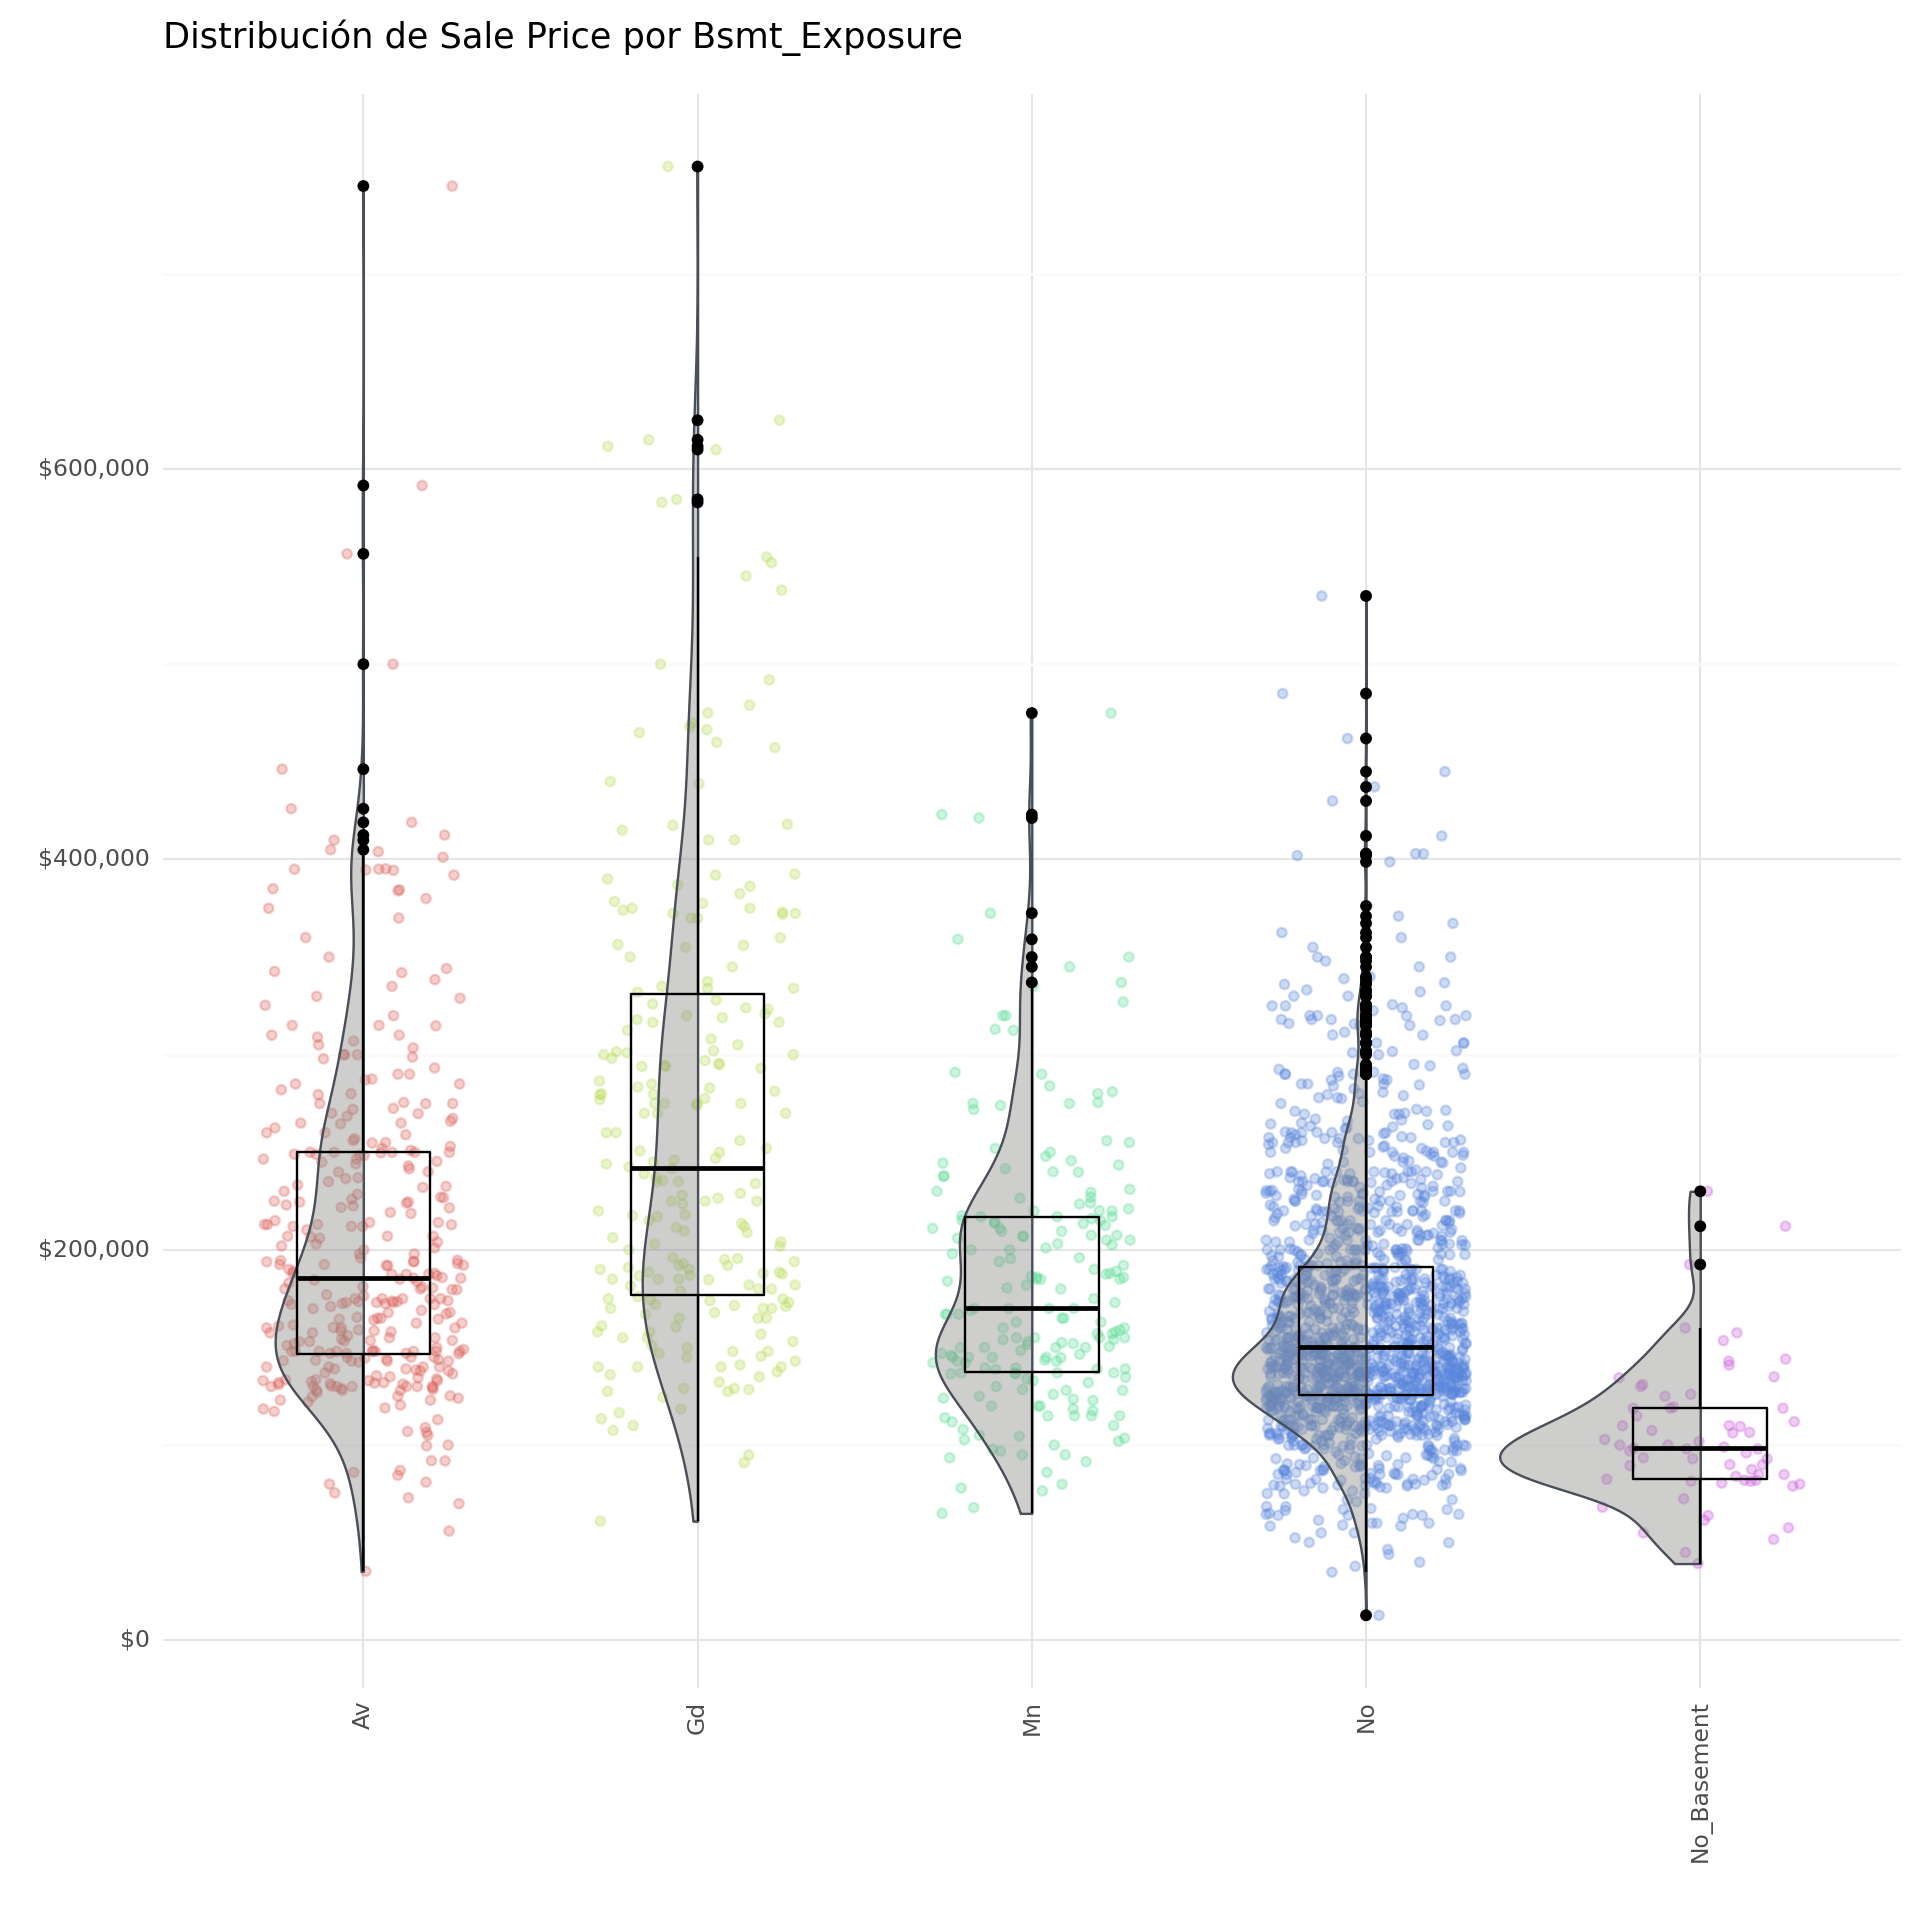 Distribución de Sale Price por Bsmt_Exposure
$600,000
$400,000
$200,000
$0
Av
Gd
Mn
No
No_Basement